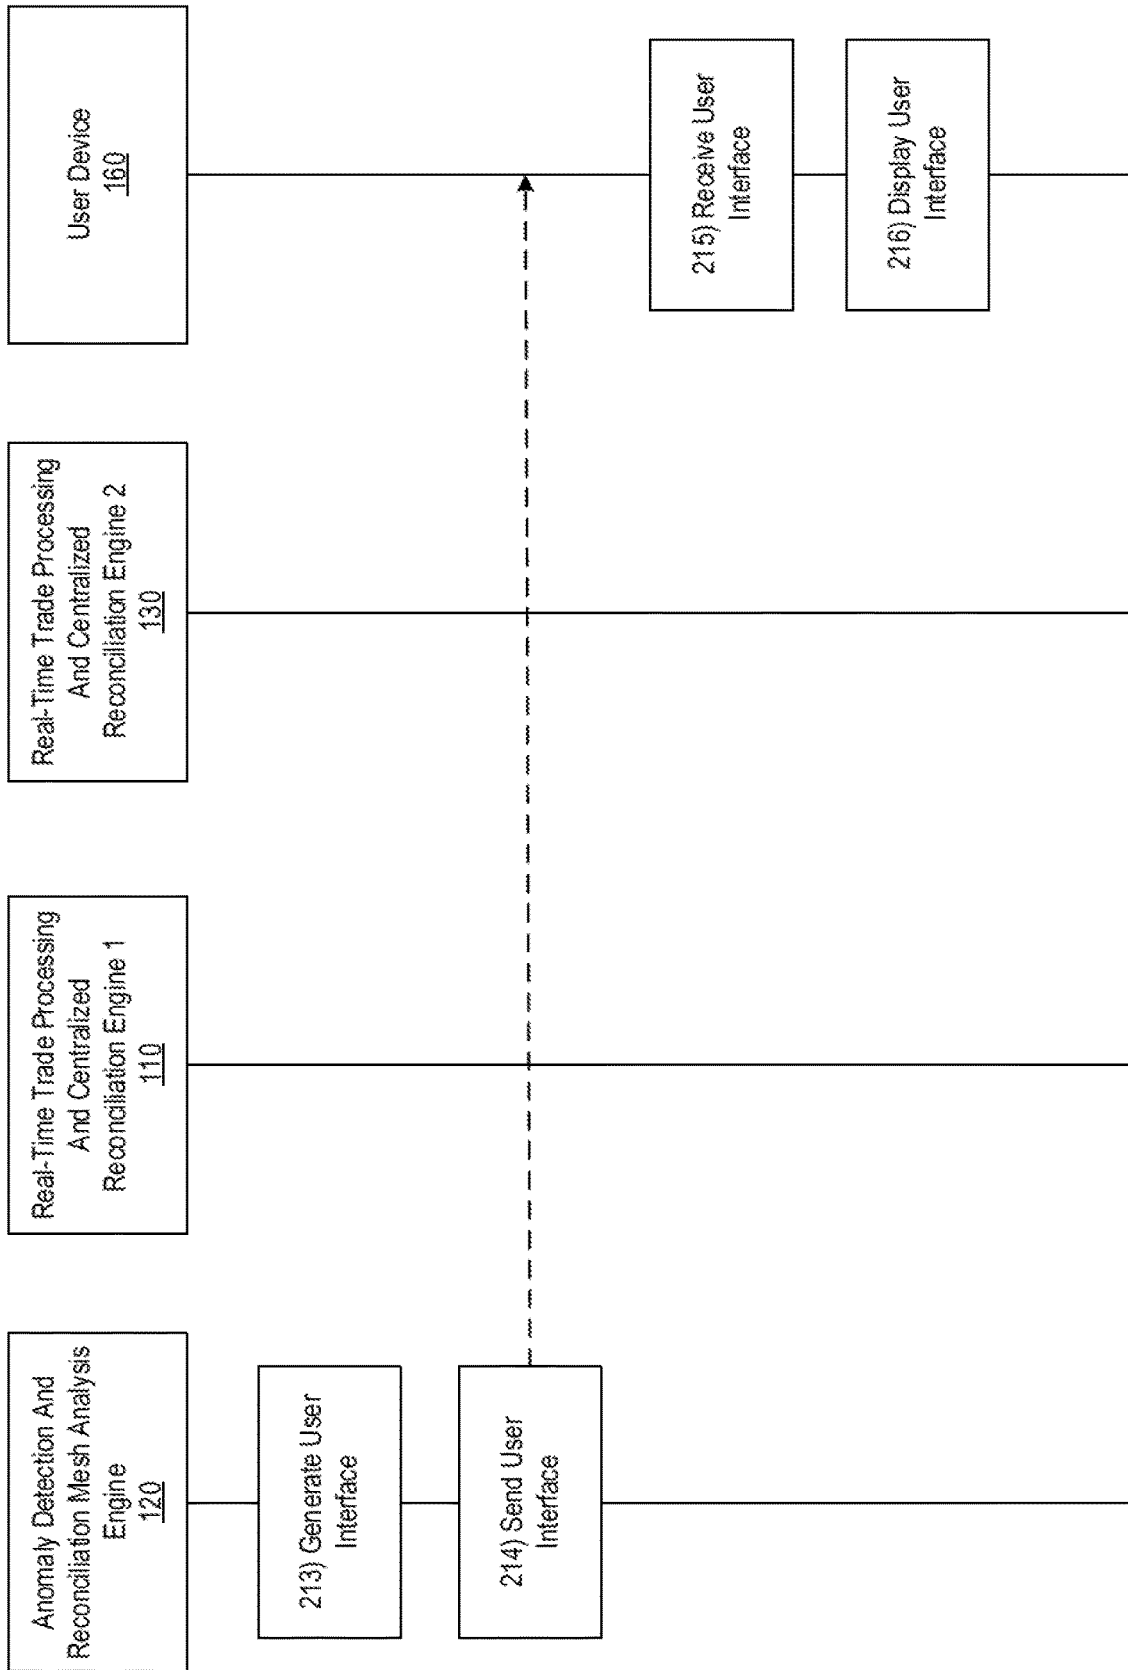 Anomaly Detection And
Reconciliation Mesh Analysis
Engine
120
Real-Time Trade Processing
And Centralized
Reconciliation Engine 1
110
Real-Time Trade Processing
And Centralized
Reconciliation Engine 2
130
User Device
160
213) Generate User
Interface
214) Send User
Interface
215) Receive User
Interface
216) Display User
Interface